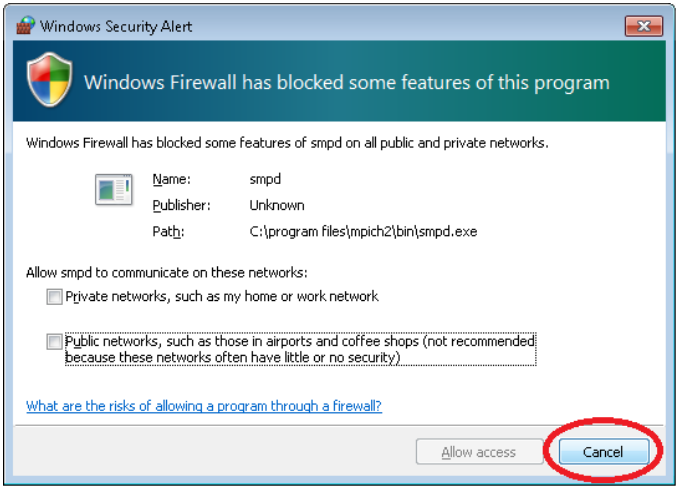 Windows Security Alert
Windows Firewall has blocked some features of this program
Windows Firewall has blocked some features of smpd on all public and private networks.
Name: smpd
Publisher: Unknown
Path: C:\program files\mpich2\bin\smpd.exe
Allow smpd to communicate on these networks:
Private networks, such as my home or work network
Public networks, such as those in airports and coffee shops (not recommended
because these networks often have little or no security)
What are the risks of allowing a program through a firewall?
Allow access Cancel